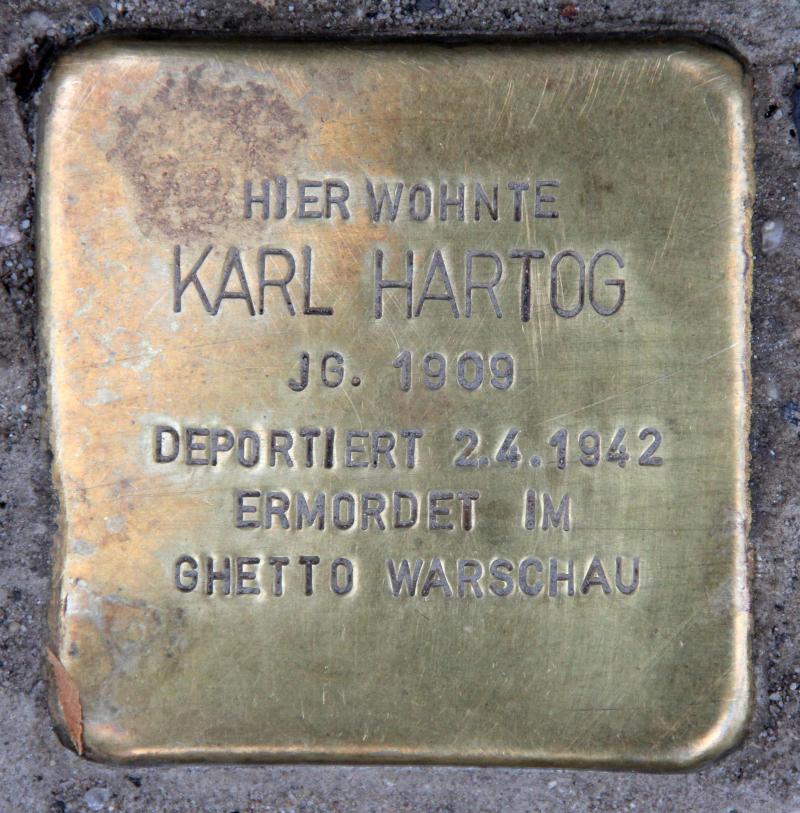 HIER WOHNTE
KARL HARTOG
JG. 1909
DEPORTIERT 2.4.1942
ERMORDET IM
GHETTO WARSCHAU